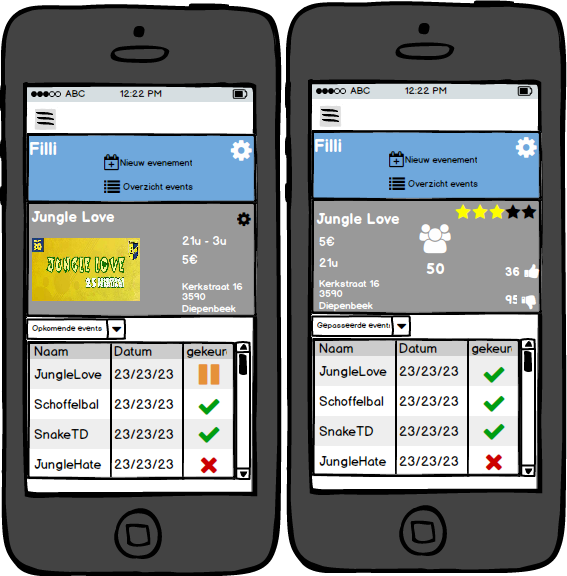 ABC 12:22 PM
Filli
Nieuw evenement
Overzicht events
Jungle Love
JUNGLE LOVE
21u - 3u
5€
Kerkstraat 16
3590
Diepenbeek
Opkomende events
Naam Datum gekeur
JungleLove 23/23/23
Schoffelbal 23/23/23
SnakeTD 23/23/23
JungleHate 23/23/23
ABC 12:22 PM
Filli
Nieuw evenement
Overzicht events
Jungle Love
5€
21u
50
Kerkstraat 16
3590
Diepenbeek
36
95
Gepasseerde event
Naam Datum gekeur
JungleLove 23/23/23
Schoffelbal 23/23/23
SnakeTD 23/23/23
JungleHate 23/23/23